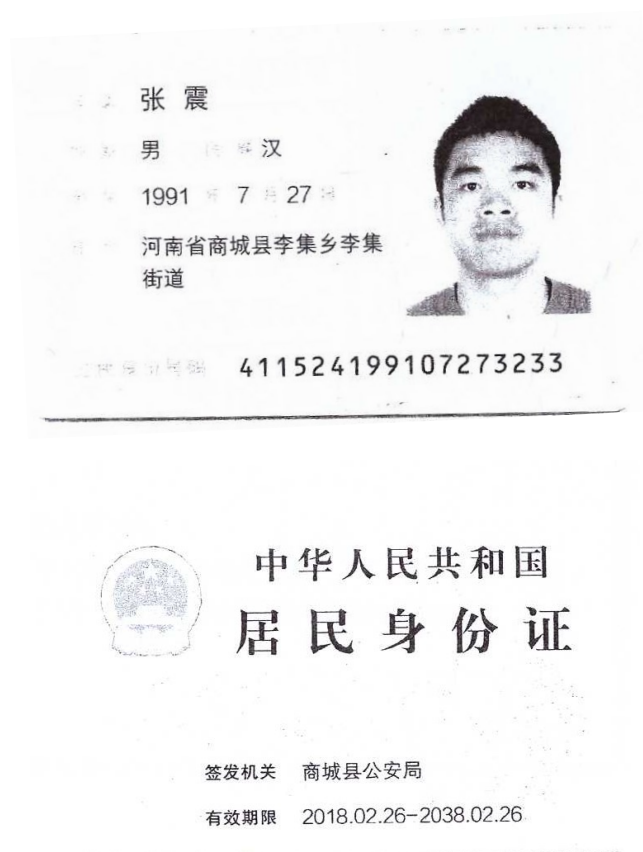 张震
男 汉
1991 7 27
河南省商城县李集乡李集
街道
号码 411524199107273233
中华人民共和国
居民身份证
签发机关 商城县公安局
有效期限 2018.02.26-2038.02.26